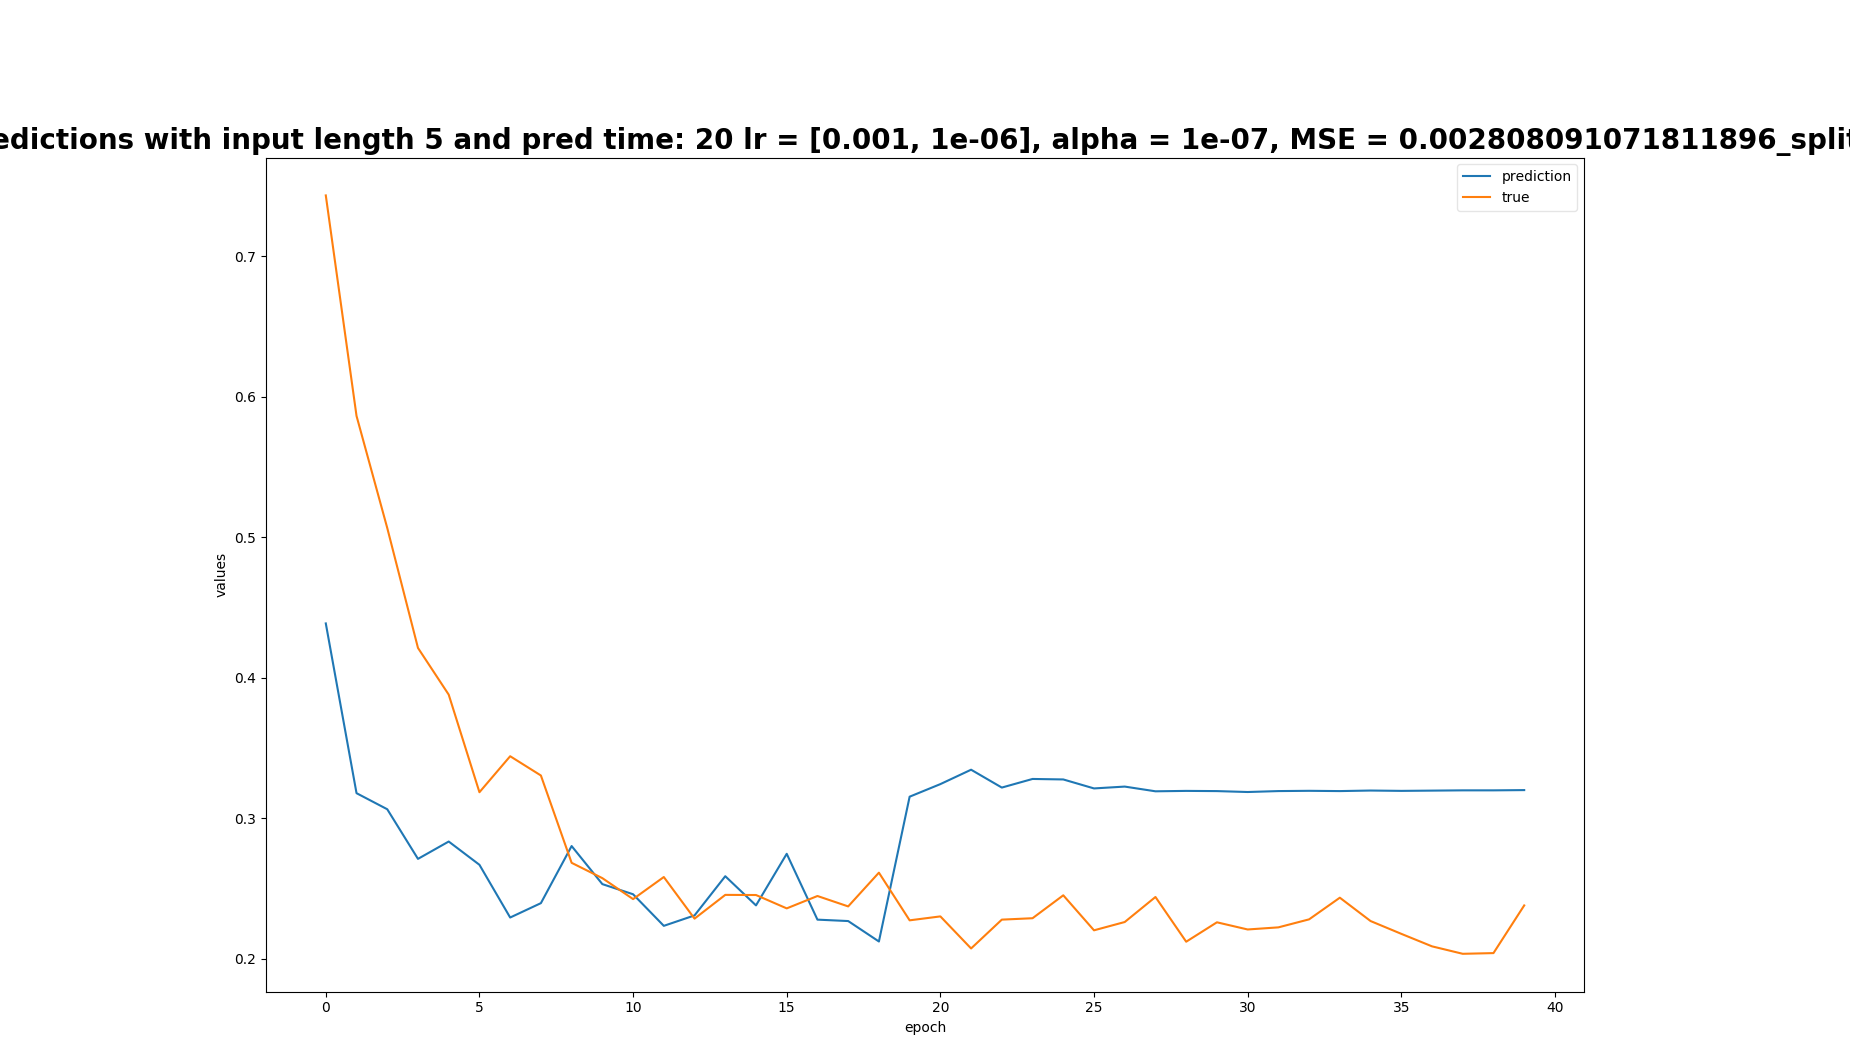 edictions with input length 5 and pred time: 20 lr = [0.001, 1e-06], alpha = 1e-07, MSE = 0.002808091071811896_split
prediction
true
0.7
0.6
0.5
0.4
0.3
0.2
values
0 5 10 15 20 25 30 35 40
epoch